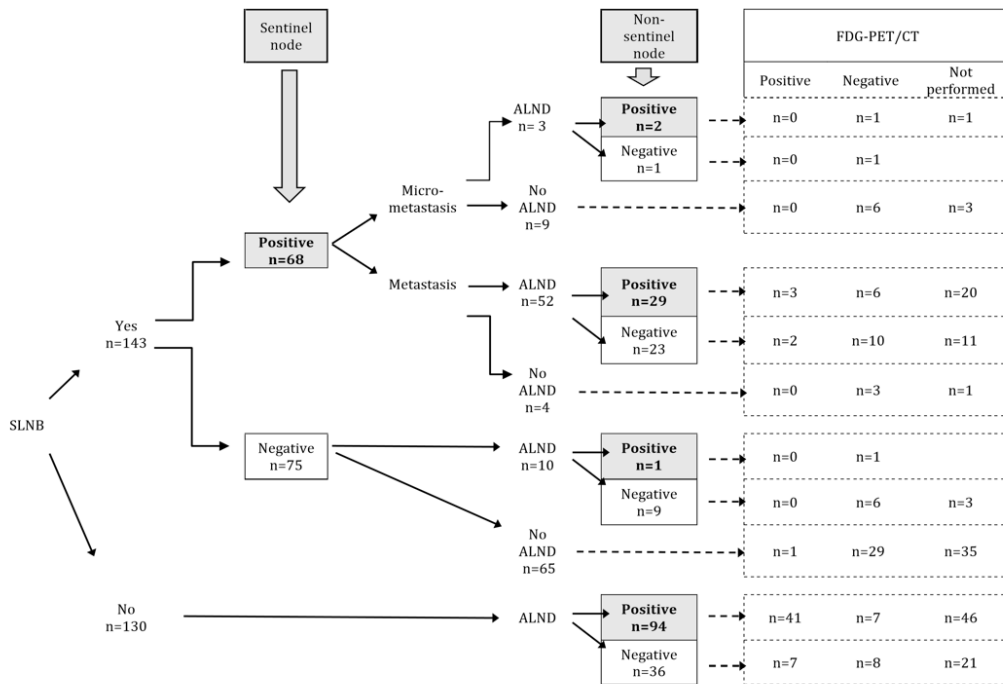 Sentinel
node
Non-
sentinel
node
FDG-PET/CT
Positive Negative Not
performed
ALND
n= 3
Positive
n=2
n=0 n=1 n=1
Negative
n=1
n=0 n=1
Micro-
metastasis
No
ALND
n=9
n=0 n=6 n=3
Positive
n=68
Metastasis
ALND
n=52
Positive
n=29
n=3 n=6 n=20
Negative
n=23
n=2 n=10 n=11
Yes
n=143
No
ALND
n=4
n=0 n=3 n=1
SLNB
Negative
n=75
ALND
n=10
Positive
n=1
n=0 n=1
Negative
n=9
n=0 n=6 n=3
No
ALND
n=65
n=1 n=29 n=35
No
n=130
ALND
Positive
n=94
n=41 n=7 n=46
Negative
n=36
n=7 n=8 n=21